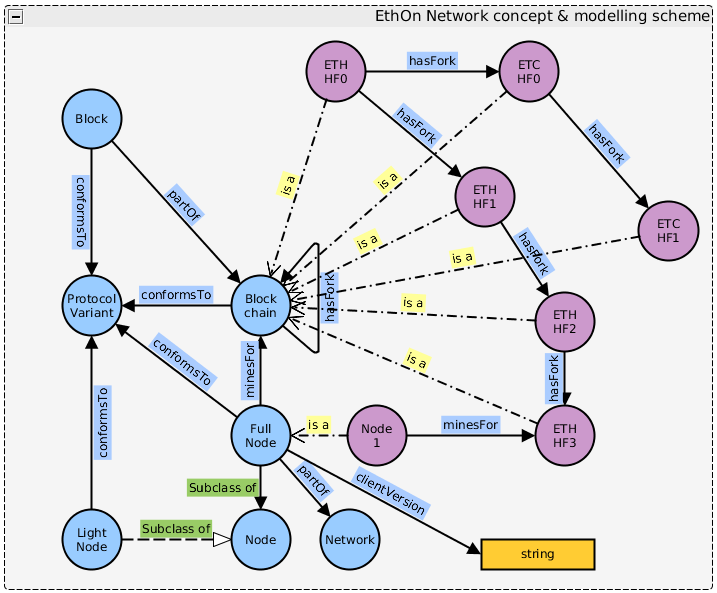 EthOn Network concept & modelling scheme
ETH
HF0
hasFork
ETC
HF0
Block
hasFork
hasFork
is a
is a
ETH
HF1
conformsTo
partOf
ETC
HF1
is a
hasFork
is a
Protocol
Variant
conformsTo
Block
chain
hasFork
is a
ETH
HF2
conformsTo
minesFor
is a
hasFork
conformsTo
Full
Node
is a
Node
1
minesFor
ETH
HF3
Subclass of
partOf
clientVersion
Light
Node
Subclass of
Node
Network
string